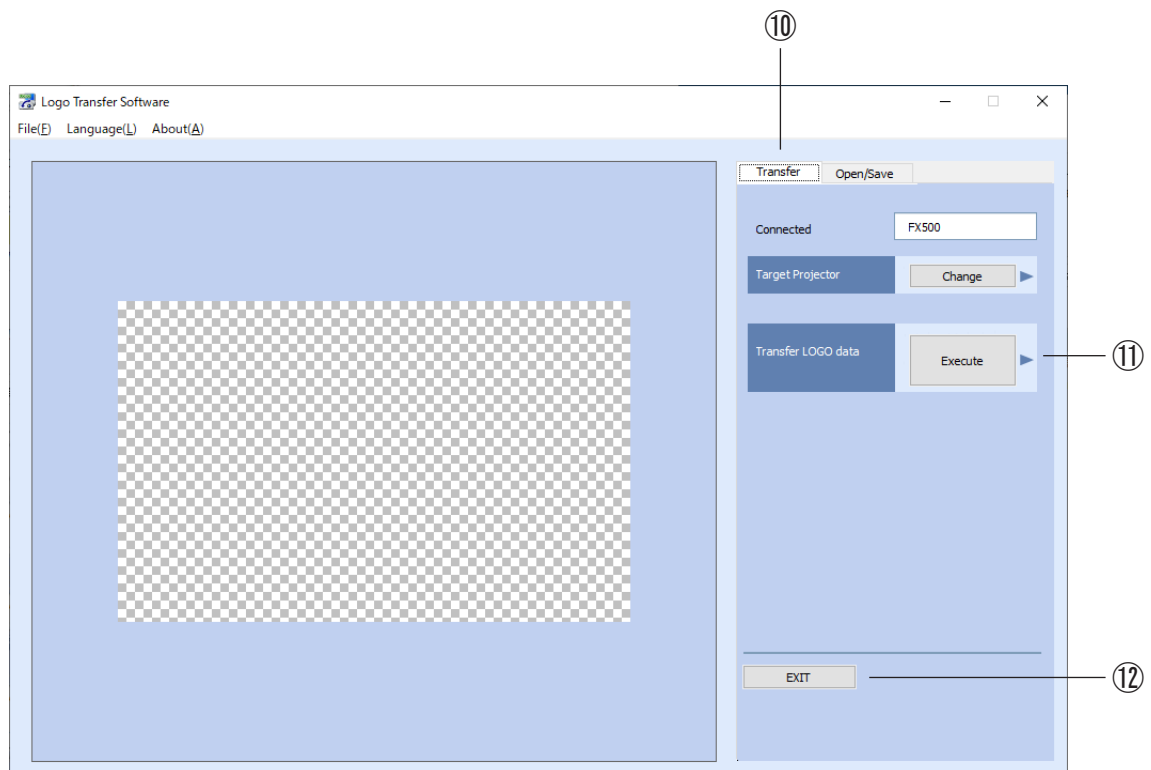 ⑩
Logo Transfer Software
File(F) Language(L) About(A)
Transfer Open/Save
Connected FX500
Target Projector Change
Transfer LOGO data Execute
⑪
EXIT
⑫